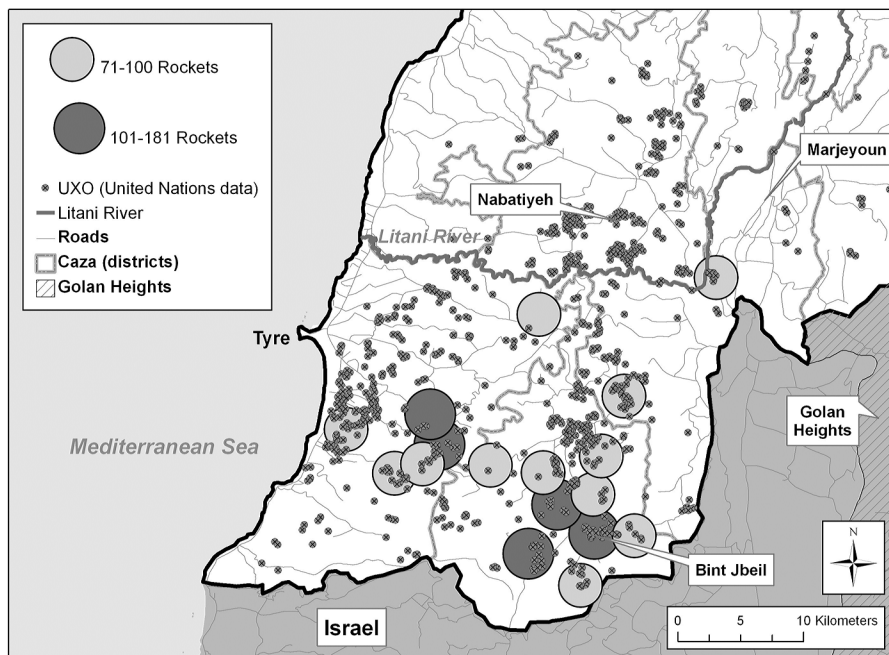 71-100 Rockets
101-181 Rockets
UXO (United Nations data)
Litani River
Roads
Caza (districts)
Golan Heights
Marjeyoun
Nabatiyeh
Litani River
Tyre
Mediterranean Sea
Golan
Heights
Bint Jbeil
Israel
N
0 5 10 Kilometers